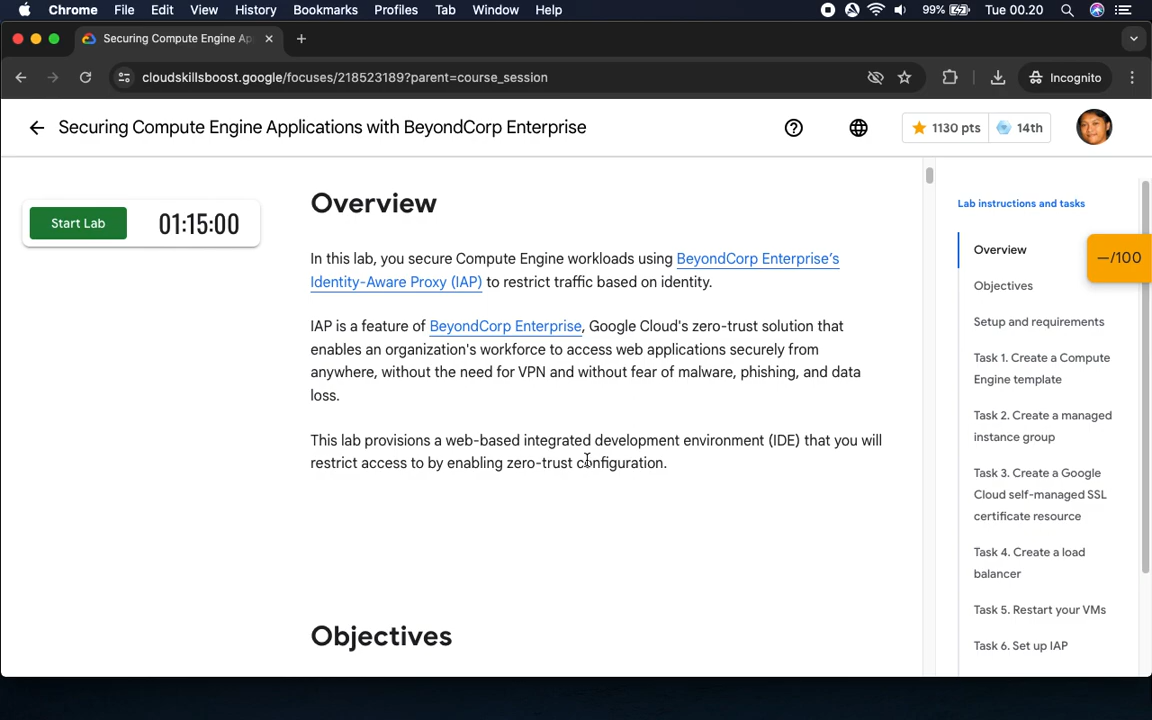 Chrome File Edit View History Bookmarks Profiles Tab Window Help 99% Tue 00.20
Securing Compute Engine Ap
cloudskillsboost.google/focuses/218523189?parent=course_session Incognito
Securing Compute Engine Applications with BeyondCorp Enterprise 1130 pts 14th
Start Lab 01:15:00
Overview
In this lab, you secure Compute Engine workloads using BeyondCorp Enterprise's
Identity-Aware Proxy (IAP) to restrict traffic based on identity.
IAP is a feature of BeyondCorp Enterprise, Google Cloud's zero-trust solution that
enables an organization's workforce to access web applications securely from
anywhere, without the need for VPN and without fear of malware, phishing, and data
loss.
This lab provisions a web-based integrated development environment (IDE) that you will
restrict access to by enabling zero-trust configuration.
Objectives
Lab instructions and tasks
Overview
—/100
Objectives
Setup and requirements
Task 1. Create a Compute
Engine template
Task 2. Create a managed
instance group
Task 3. Create a Google
Cloud self-managed SSL
certificate resource
Task 4. Create a load
balancer
Task 5. Restart your VMs
Task 6. Set up IAP